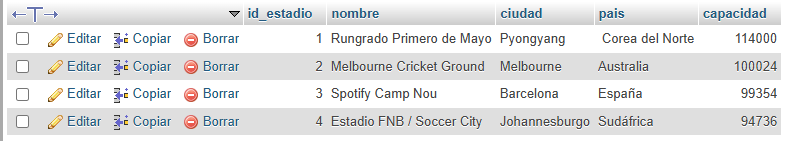 id_estadio nombre ciudad pais capacidad
Editar Copiar Borrar 1 Rungrado Primero de Mayo Pyongyang Corea del Norte 114000
Editar Copiar Borrar 2 Melbourne Cricket Ground Melbourne Australia 100024
Editar Copiar Borrar 3 Spotify Camp Nou Barcelona España 99354
Editar Copiar Borrar 4 Estadio FNB / Soccer City Johannesburgo Sudáfrica 94736